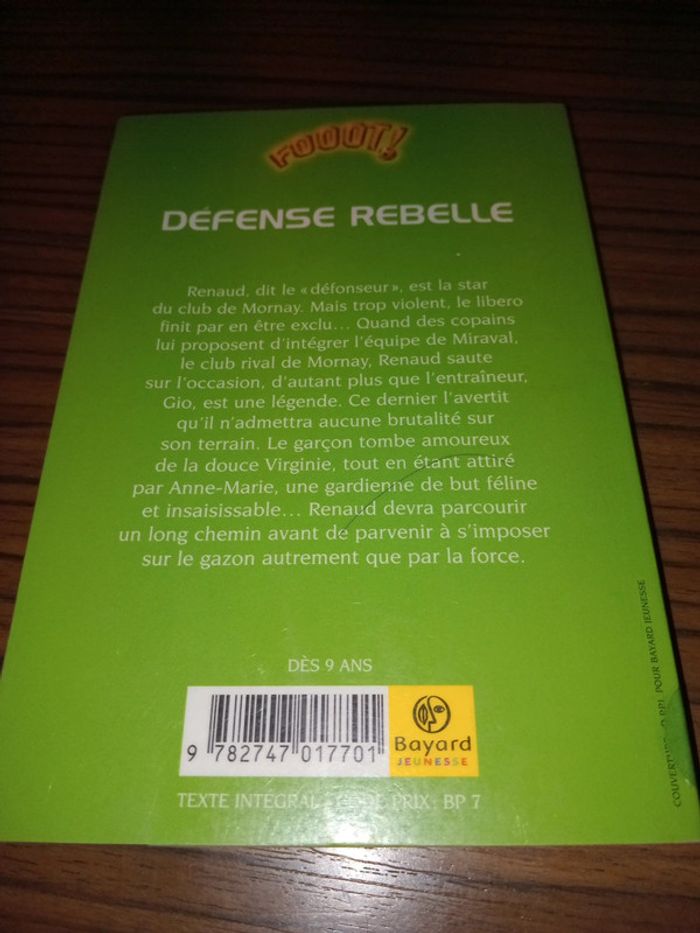 FOOOT!
DÉFENSE REBELLE
Renaud, dit le « défonseur », est la star
du club de Mornay. Mais trop violent, le libero
finit par en être exclu... Quand des copains
lui proposent d'intégrer l'équipe de Miraval,
le club rival de Mornay, Renaud saute
sur l'occasion, d'autant plus que l'entraîneur,
Gio, est une légende. Ce dernier l'avertit
qu'il n'admettra aucune brutalité sur
son terrain. Le garçon tombe amoureux
de la douce Virginie, tout en étant attiré
par Anne-Marie, une gardienne de but féline
et insaisissable... Renaud devra parcourir
un long chemin avant de parvenir à s'imposer
sur le gazon autrement que par la force.
DÈS 9 ANS
9 782747 017701
Bayard
JEUNESSE
TEXTE INTÉGRAL PRIX : BP 7
POUR BAYARD JEUNESSE